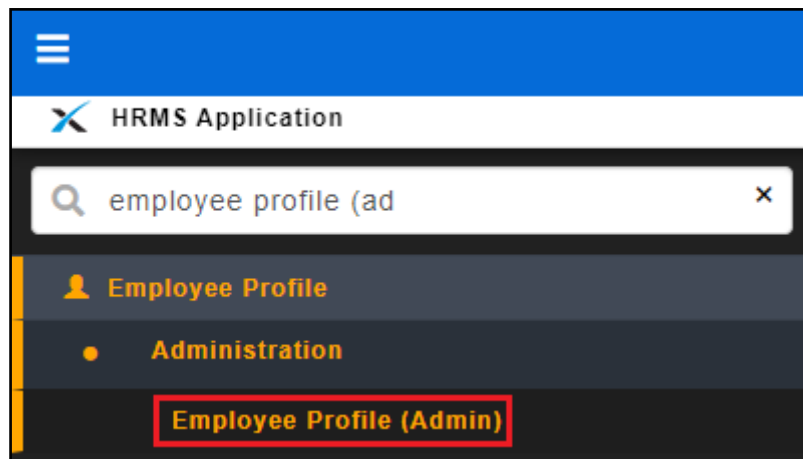 HRMS Application
employee profile (ad
Employee Profile
Administration
Employee Profile (Admin)